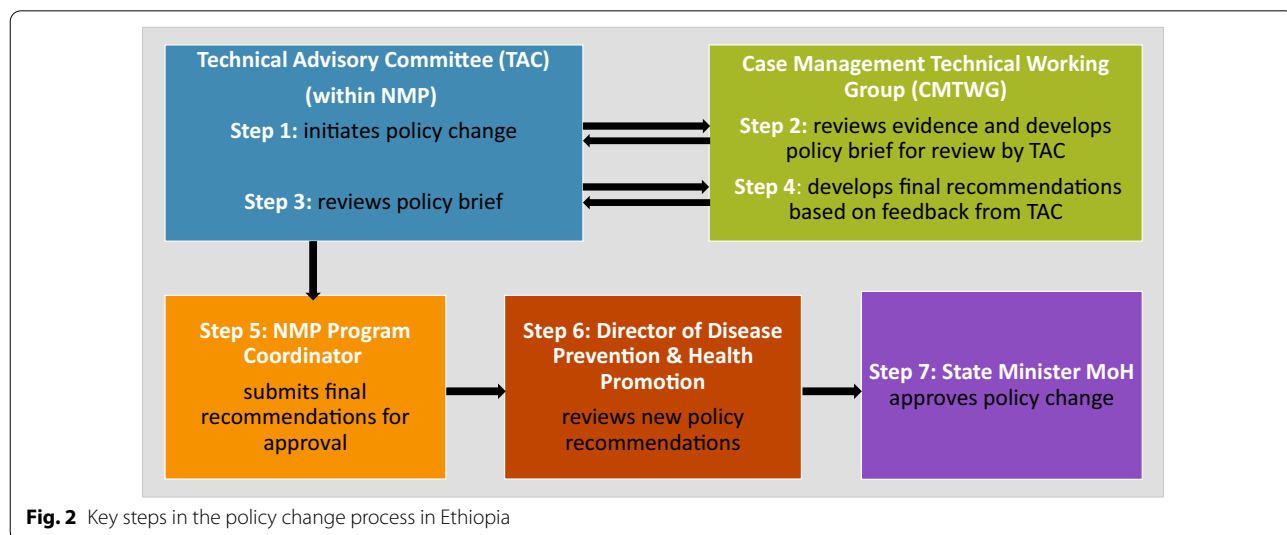 Technical Advisory Committee (TAC)
(within NMP)
Step 1: initiates policy change
Step 3: reviews policy brief
Case Management Technical Working
Group (CMTWG)
Step 2: reviews evidence and develops
policy brief for review by TAC
Step 4: develops final recommendations
based on feedback from TAC
Step 5: NMP Program
Coordinator
submits final
recommendations for
approval
Step 6: Director of Disease
Prevention & Health
Promotion
reviews new policy
recommendations
Step 7: State Minister MoH
approves policy change
Fig. 2 Key steps in the policy change process in Ethiopia